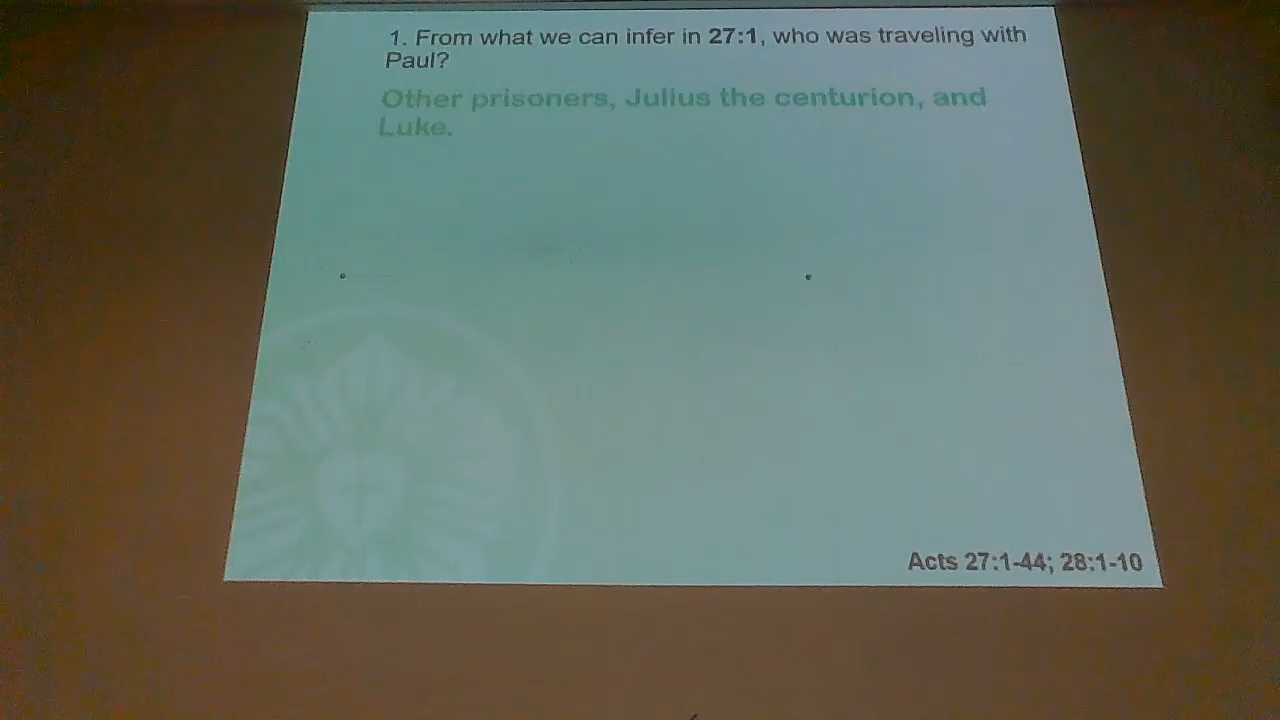 1. From what we can infer in 27:1, who was traveling with
Paul?
Other prisoners, Julius the centurion, and
Luke.
Acts 27:1-44; 28:1-10